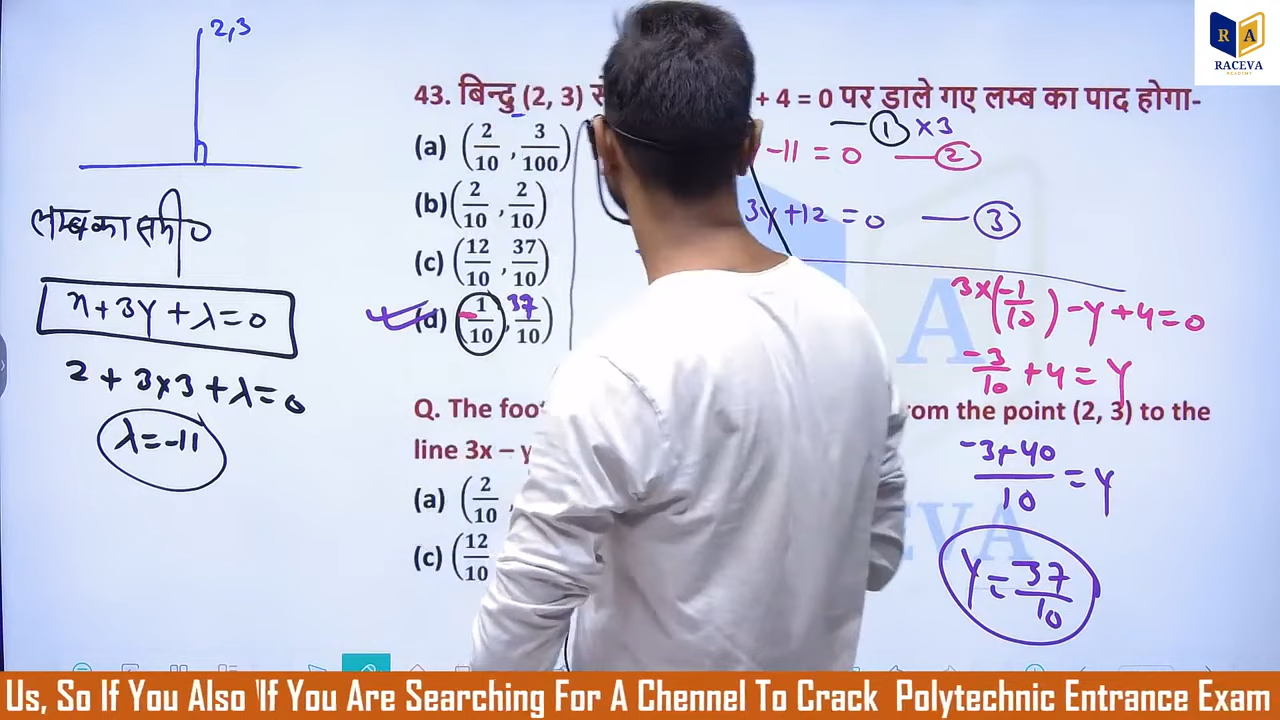 2,3
RA
RACEVA
ACADEMY
43. बिन्दु (2, 3) से + 4 = 0 पर डाले गए लम्ब का पाद होगा-
(a) (2/10, 3/100)
-11 = 0 — 2
1 ×3
(b) (2/10, 2/10)
3y +12 = 0 — 3
(c) (12/10, 37/10)
(d) (-1/10, 37/10)
लम्ब का समी०
x + 3y + λ = 0
2 + 3×3 + λ = 0
λ = -11
3×(-1/10) - y + 4 = 0
-3/10 + 4 = y
-3+40/10 = y
y = 37/10
Q. The foo rom the point (2, 3) to the
line 3x – y
(a) (2/10,
(c) (12/10
EVA
Us, So If You Also 'If You Are Searching For A Chennel To Crack Polytechnic Entrance Exam